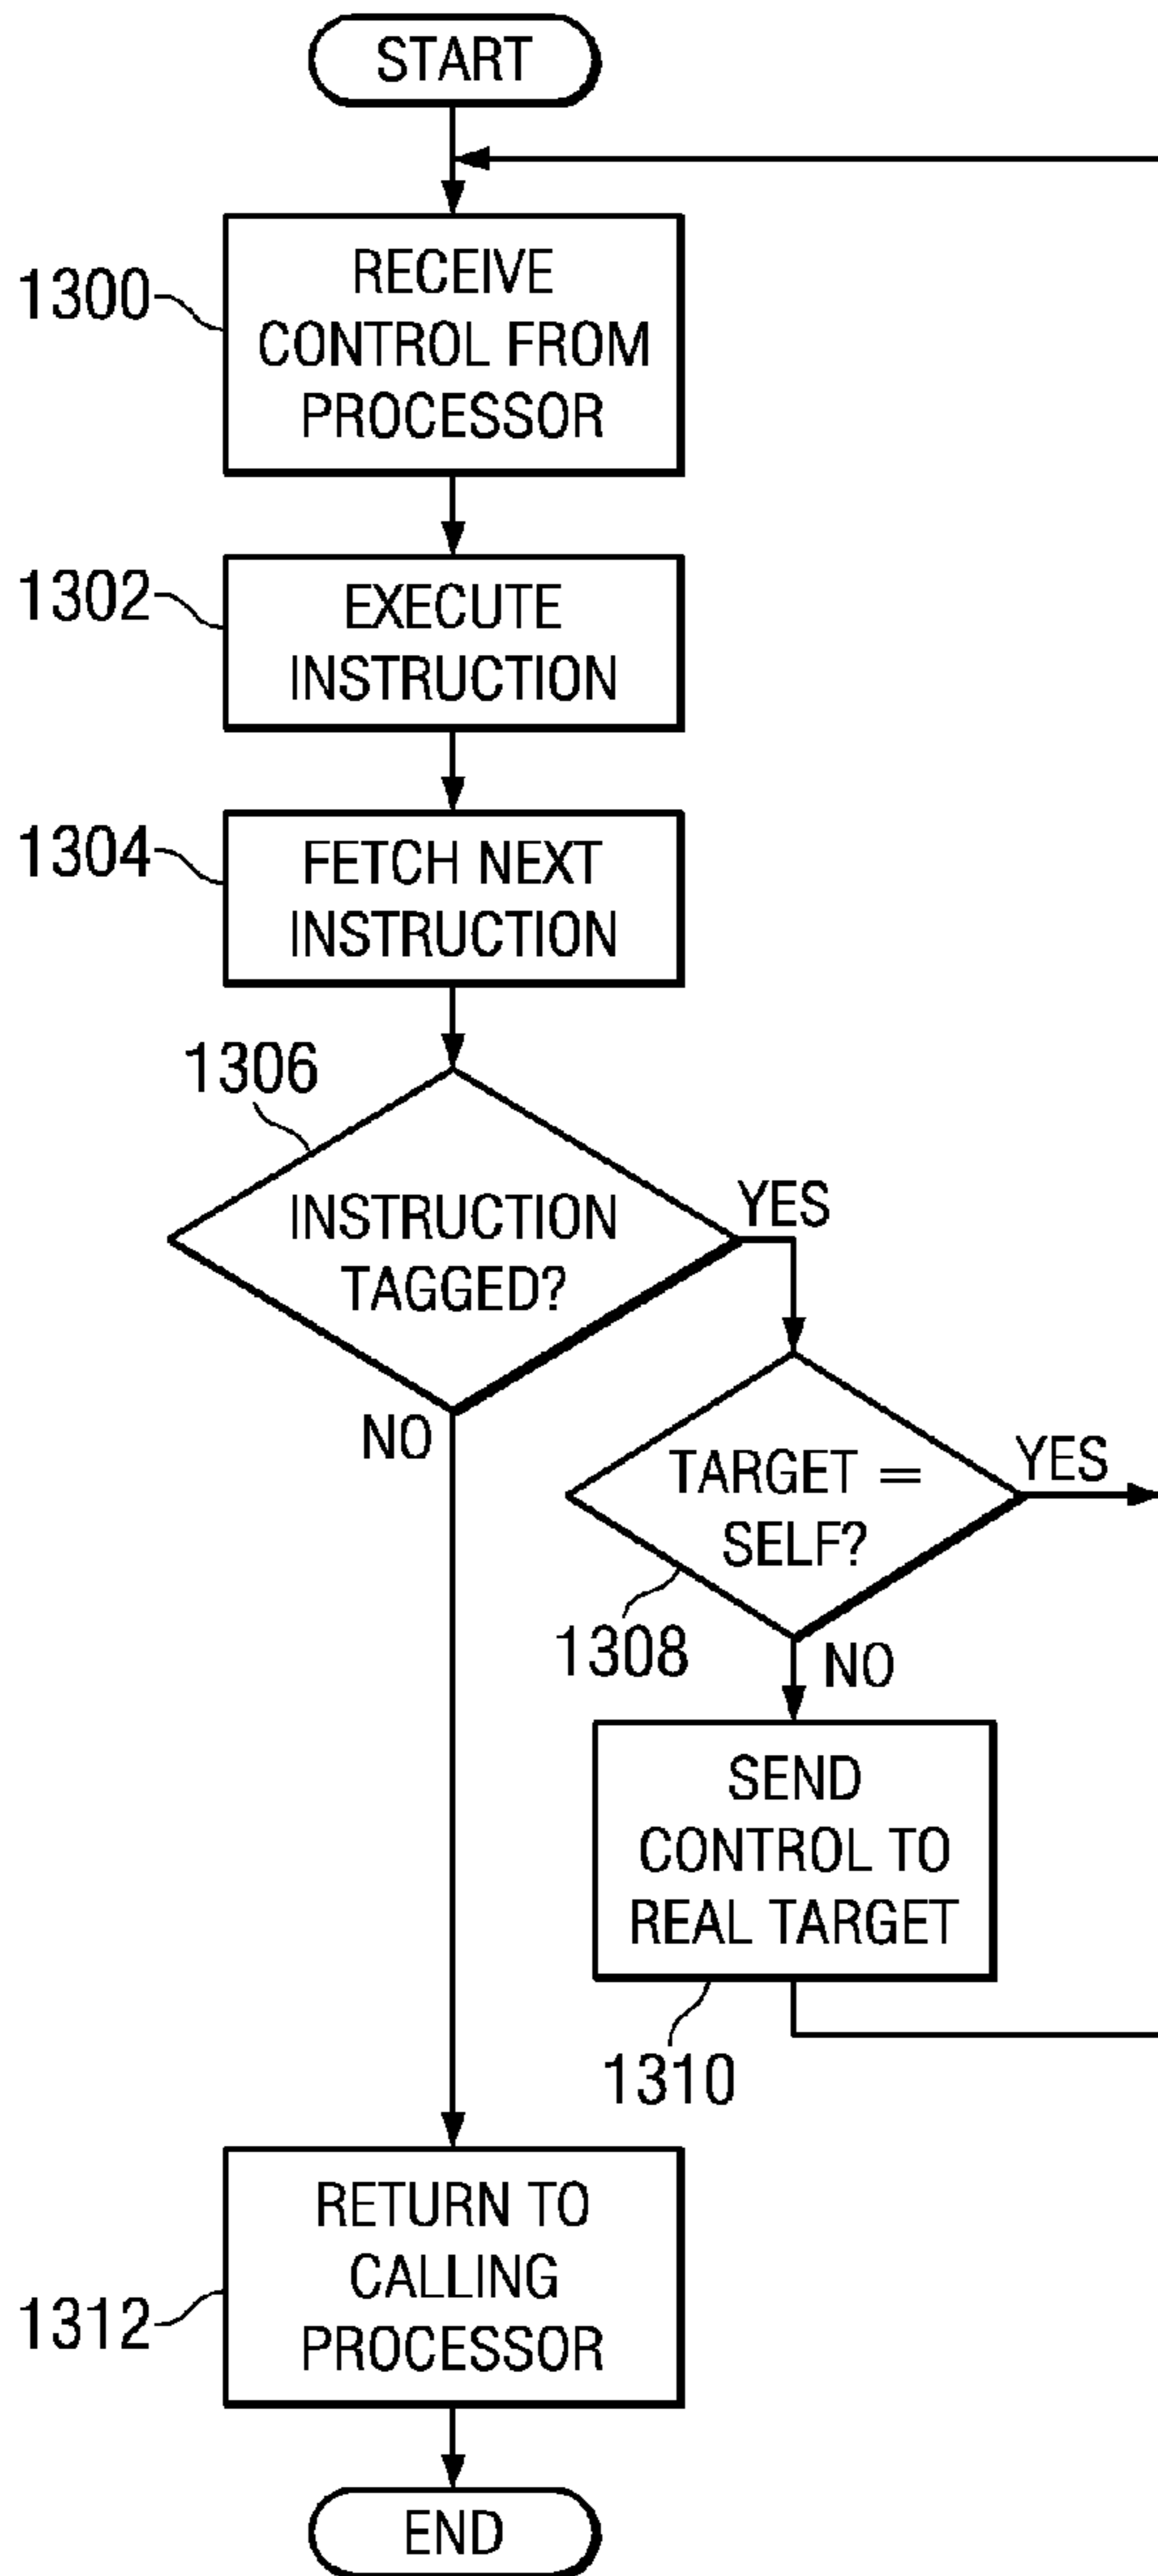 START
1300
RECEIVE
CONTROL FROM
PROCESSOR
1302
EXECUTE
INSTRUCTION
1304
FETCH NEXT
INSTRUCTION
1306
INSTRUCTION
TAGGED?
YES
NO
TARGET =
SELF?
YES
1308
NO
SEND
CONTROL TO
REAL TARGET
1310
1312
RETURN TO
CALLING
PROCESSOR
END